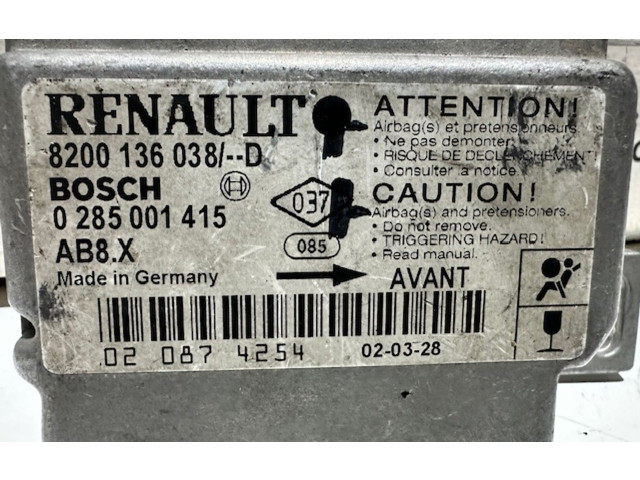 RENAULT
8200 136 038/--D
BOSCH
0 285 001 415
AB8.X
Made in Germany
037
085
ATTENTION!
Airbag(s) et pretensionneurs.
• Ne pas demonter.
• RISQUE DE DECLENCHEMENT!
• Consulter la notice.
CAUTION!
Airbag(s) and pretensioners.
• Do not remove.
• TRIGGERING HAZARD!
• Read manual.
AVANT
02 087 4254
02-03-28